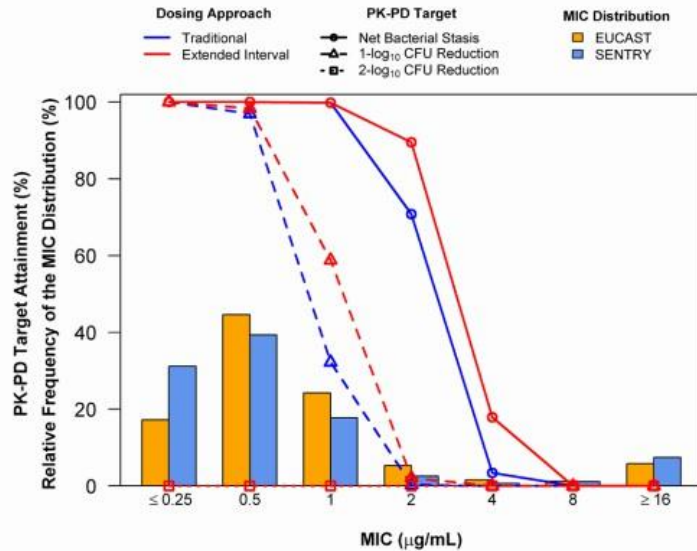 Dosing Approach
Traditional
Extended Interval
PK-PD Target
Net Bacterial Stasis
1-log₁₀ CFU Reduction
2-log₁₀ CFU Reduction
MIC Distribution
EUCAST
SENTRY
PK-PD Target Attainment (%)
Relative Frequency of the MIC Distribution (%)
100
80
60
40
20
0
≤ 0.25 0.5 1 2 4 8 ≥ 16
MIC (µg/mL)